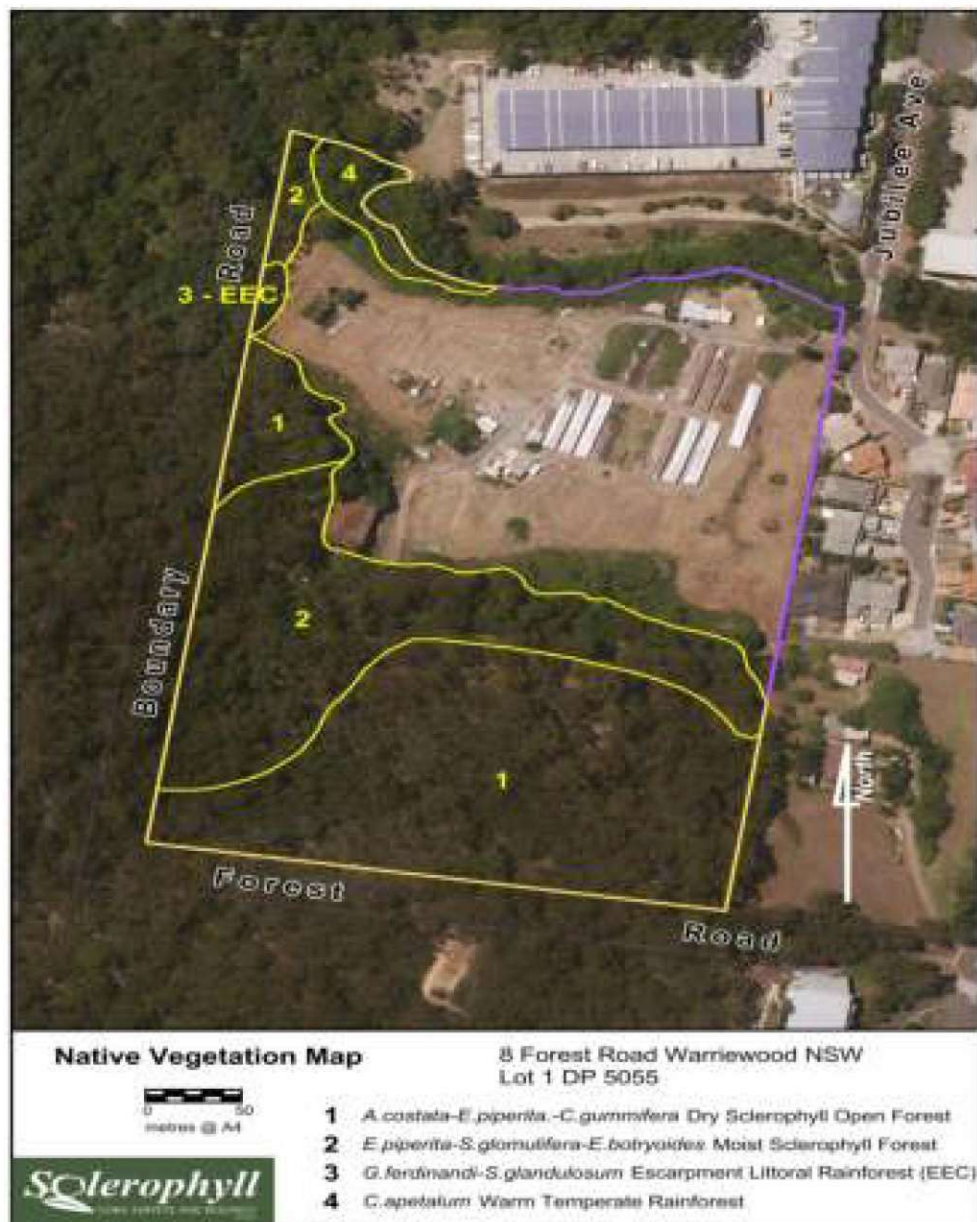 Jubilee Ave
4
2
Road
3 - EEC
1
Boundary
2
1
North
Forest
Road
Native Vegetation Map
8 Forest Road Warriewood NSW
Lot 1 DP 5055
0 50
metres @ A4
1 A.costata-E.piperita.-C.gummifera Dry Sclerophyll Open Forest
2 E.piperita-S.glomulifera-E.botryoides Moist Sclerophyll Forest
3 G.ferdinandi-S.glandulosum Escarpment Littoral Rainforest (EEC)
4 C.apetalum Warm Temperate Rainforest
Sclerophyll